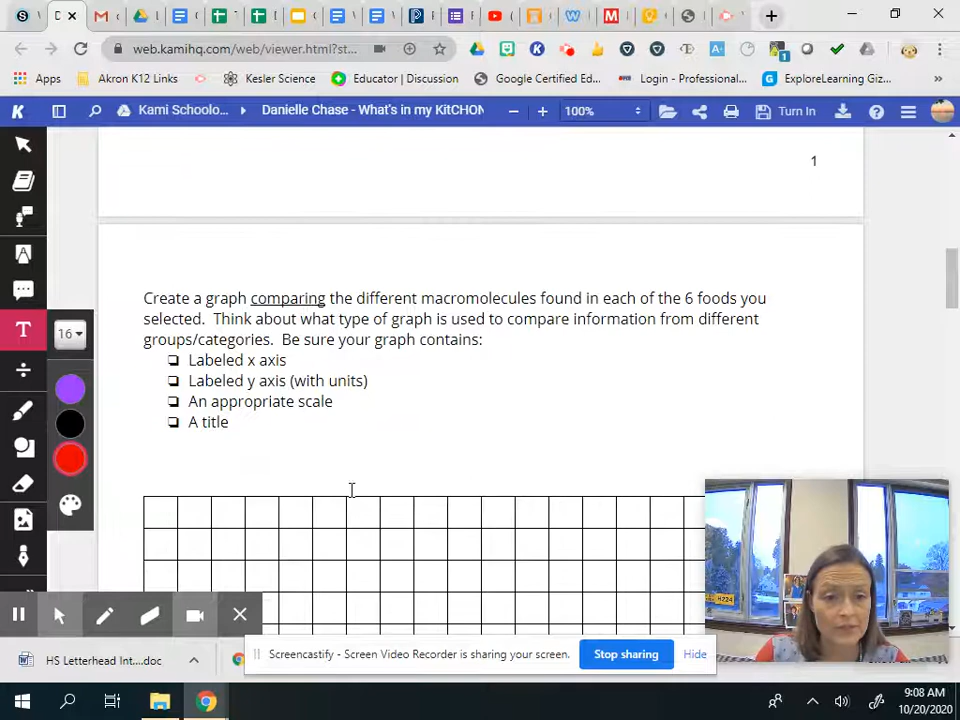 web.kamihq.com/web/viewer.html?st...
Apps
Akron K12 Links
Kesler Science
Educator | Discussion
Google Certified Ed...
Login - Professional...
ExploreLearning Giz...
»
K
Kami Schoolo...
Danielle Chase - What's in my KitCHON
100%
Turn In
1
Create a graph comparing the different macromolecules found in each of the 6 foods you
selected. Think about what type of graph is used to compare information from different
groups/categories. Be sure your graph contains:
❏ Labeled x axis
❏ Labeled y axis (with units)
❏ An appropriate scale
❏ A title
T
16
Screencastify - Screen Video Recorder is sharing your screen.
Stop sharing
Hide
HS Letterhead Int....doc
9:08 AM
10/20/2020